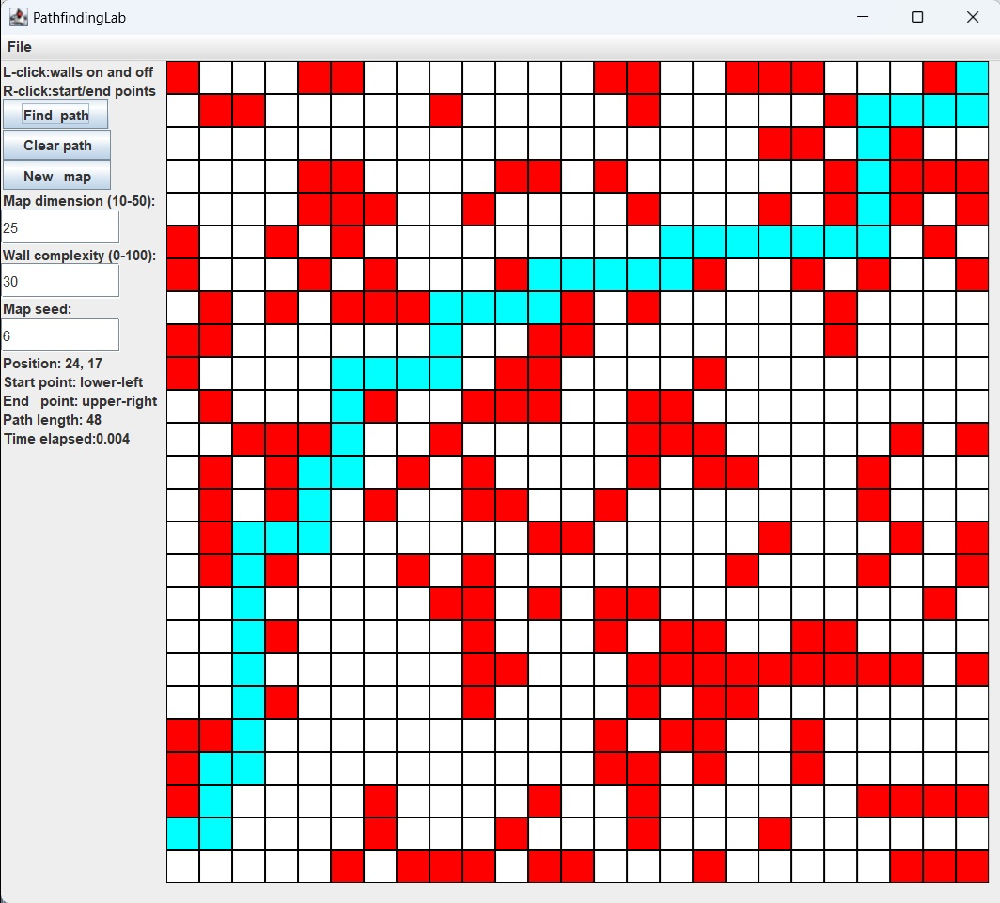 PathfindingLab
File
L-click:walls on and off
R-click:start/end points
Find path
Clear path
New map
Map dimension (10-50):
25
Wall complexity (0-100):
30
Map seed:
6
Position: 24, 17
Start point: lower-left
End point: upper-right
Path length: 48
Time elapsed:0.004